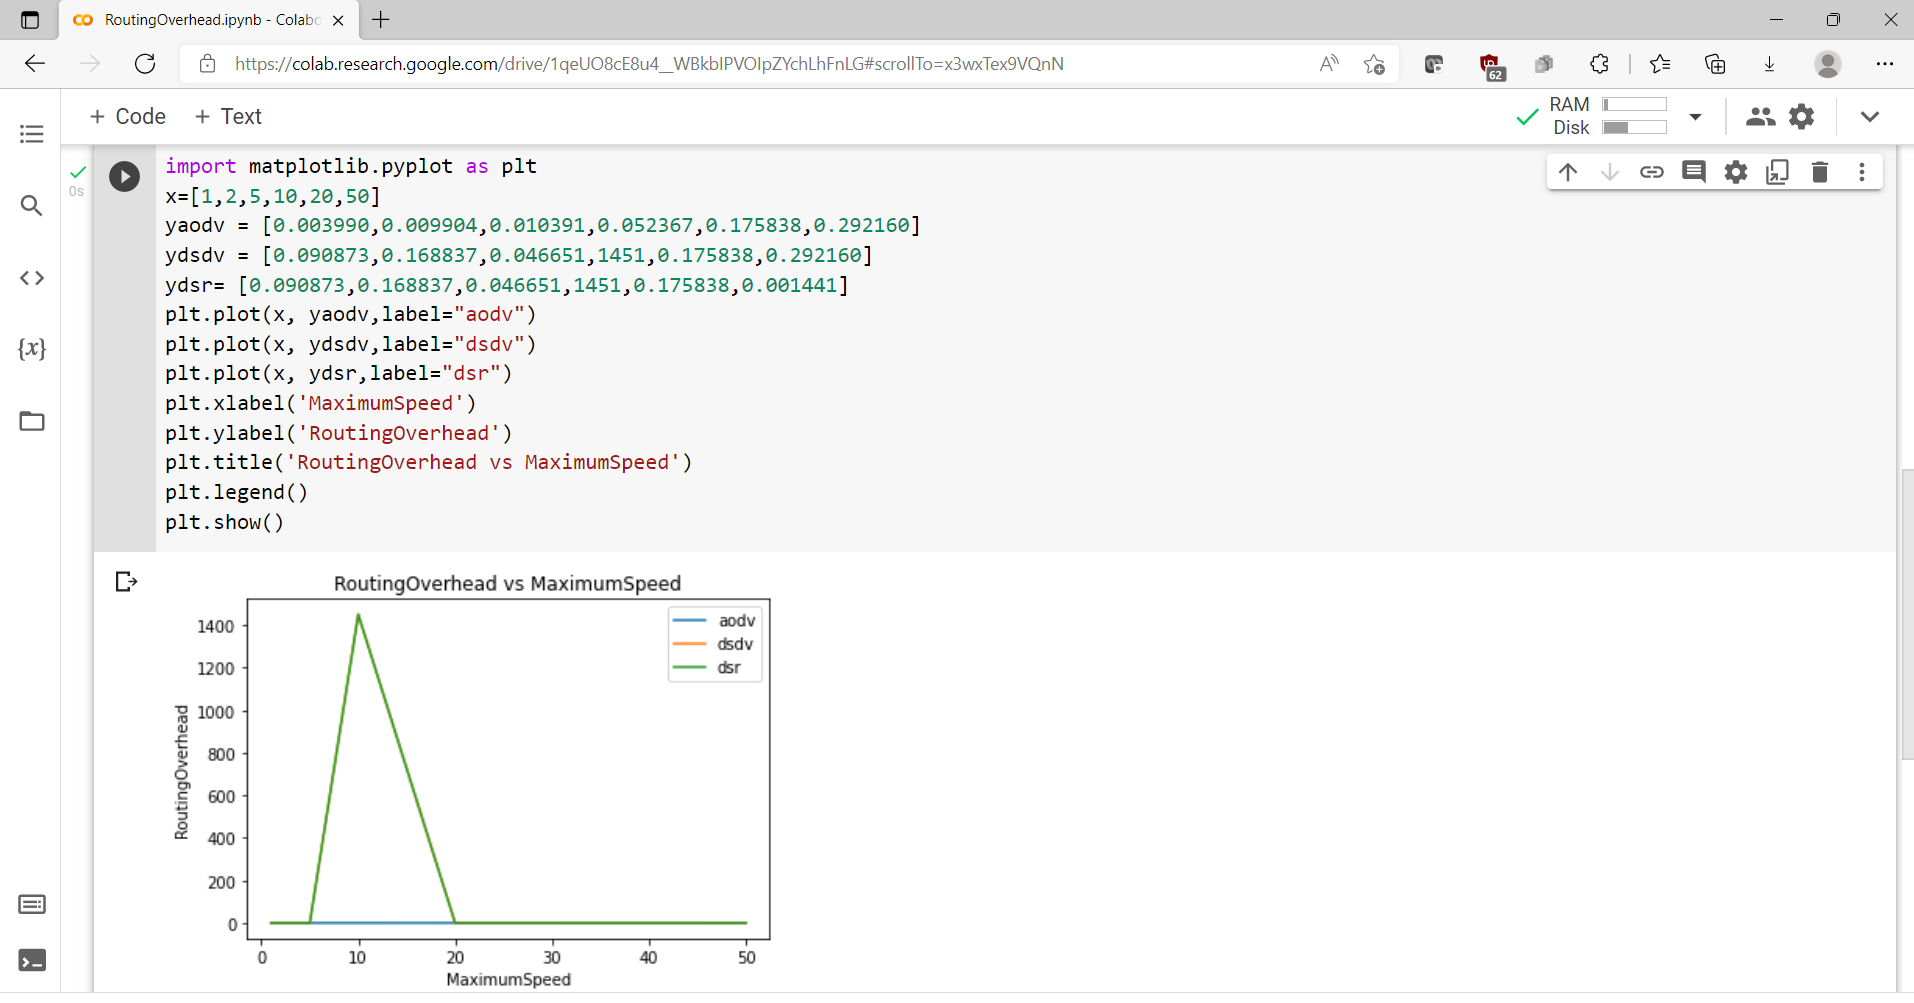 RoutingOverhead.ipynb - Colabo
https://colab.research.google.com/drive/1qeUO8cE8u4__WBkbIPVOIpZYchLhFnLG#scrollTo=x3wxTex9VQnN
62
+ Code + Text
RAM
Disk
0s
import matplotlib.pyplot as plt
x=[1,2,5,10,20,50]
yaodv = [0.003990,0.009904,0.010391,0.052367,0.175838,0.292160]
ydsdv = [0.090873,0.168837,0.046651,1451,0.175838,0.292160]
ydsr= [0.090873,0.168837,0.046651,1451,0.175838,0.001441]
plt.plot(x, yaodv,label="aodv")
plt.plot(x, ydsdv,label="dsdv")
plt.plot(x, ydsr,label="dsr")
plt.xlabel('MaximumSpeed')
plt.ylabel('RoutingOverhead')
plt.title('RoutingOverhead vs MaximumSpeed')
plt.legend()
plt.show()
{x}
RoutingOverhead vs MaximumSpeed
aodv
dsdv
dsr
1400
1200
1000
800
600
400
200
0
RoutingOverhead
0 10 20 30 40 50
MaximumSpeed